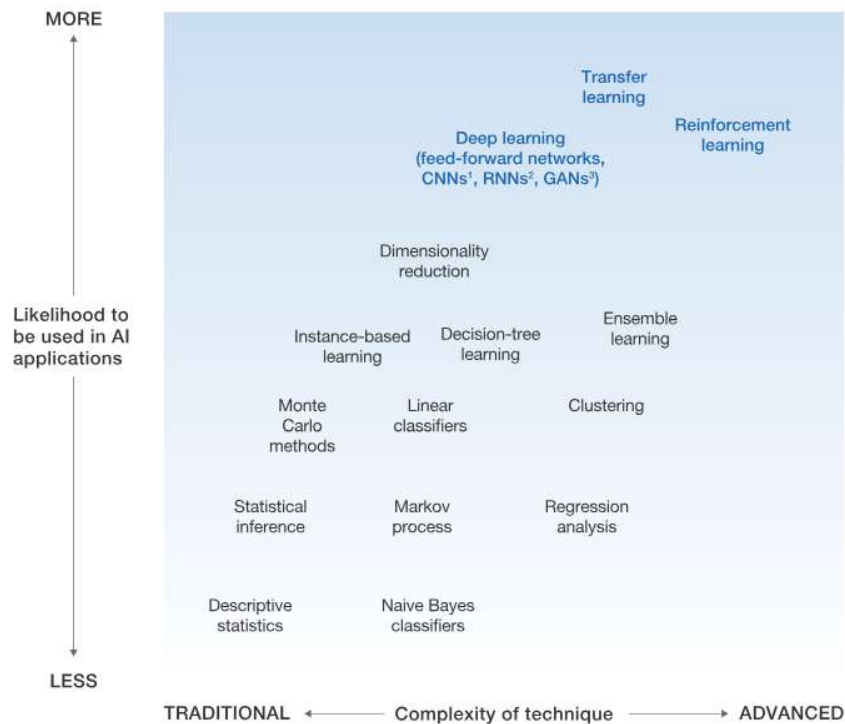 MORE
Transfer
learning
Reinforcement
learning
Deep learning
(feed-forward networks,
CNNs¹, RNNs², GANs³)
Dimensionality
reduction
Likelihood to
be used in AI
applications
Instance-based
learning
Decision-tree
learning
Ensemble
learning
Monte
Carlo
methods
Linear
classifiers
Clustering
Statistical
inference
Markov
process
Regression
analysis
Descriptive
statistics
Naive Bayes
classifiers
LESS
TRADITIONAL
Complexity of technique
ADVANCED